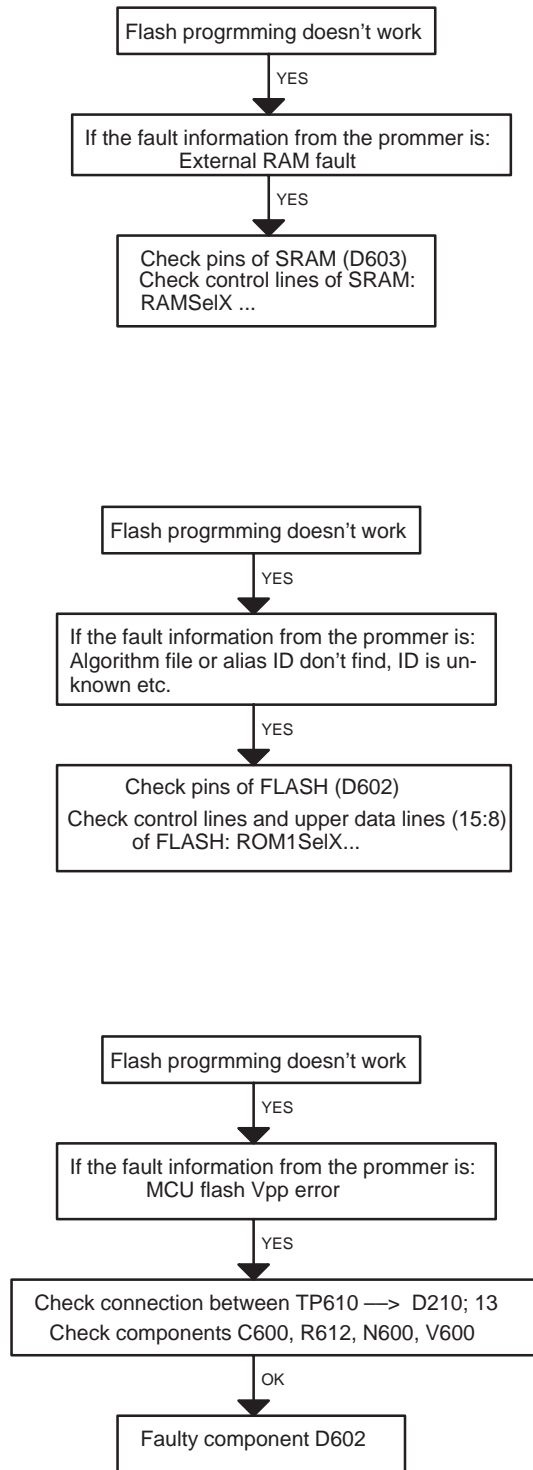 Flash progrmming doesn't work
YES
If the fault information from the prommer is:
External RAM fault
YES
Check pins of SRAM (D603)
Check control lines of SRAM:
RAMSelX ...
Flash progrmming doesn't work
YES
If the fault information from the prommer is:
Algorithm file or alias ID don't find, ID is un-
known etc.
YES
Check pins of FLASH (D602)
Check control lines and upper data lines (15:8)
of FLASH: ROM1SelX...
Flash progrmming doesn't work
YES
If the fault information from the prommer is:
MCU flash Vpp error
YES
Check connection between TP610 —> D210; 13
Check components C600, R612, N600, V600
OK
Faulty component D602